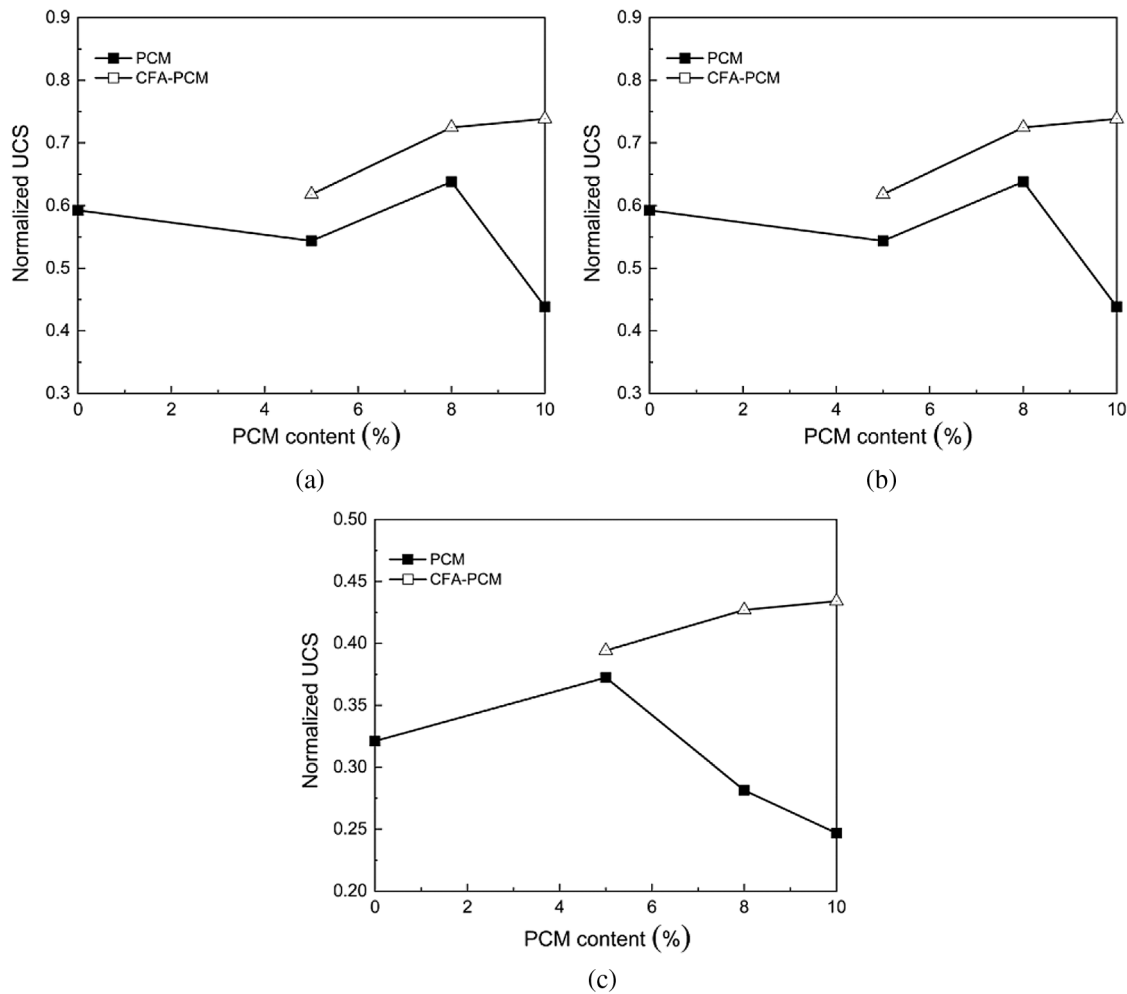 0.9
0.8
0.7
0.6
0.5
0.4
0.3
Normalized UCS
PCM
CFA-PCM
0 2 4 6 8 10
PCM content (%)
(a)
0.9
0.8
0.7
0.6
0.5
0.4
0.3
Normalized UCS
PCM
CFA-PCM
0 2 4 6 8 10
PCM content (%)
(b)
0.50
0.45
0.40
0.35
0.30
0.25
0.20
Normalized UCS
PCM
CFA-PCM
0 2 4 6 8 10
PCM content (%)
(c)